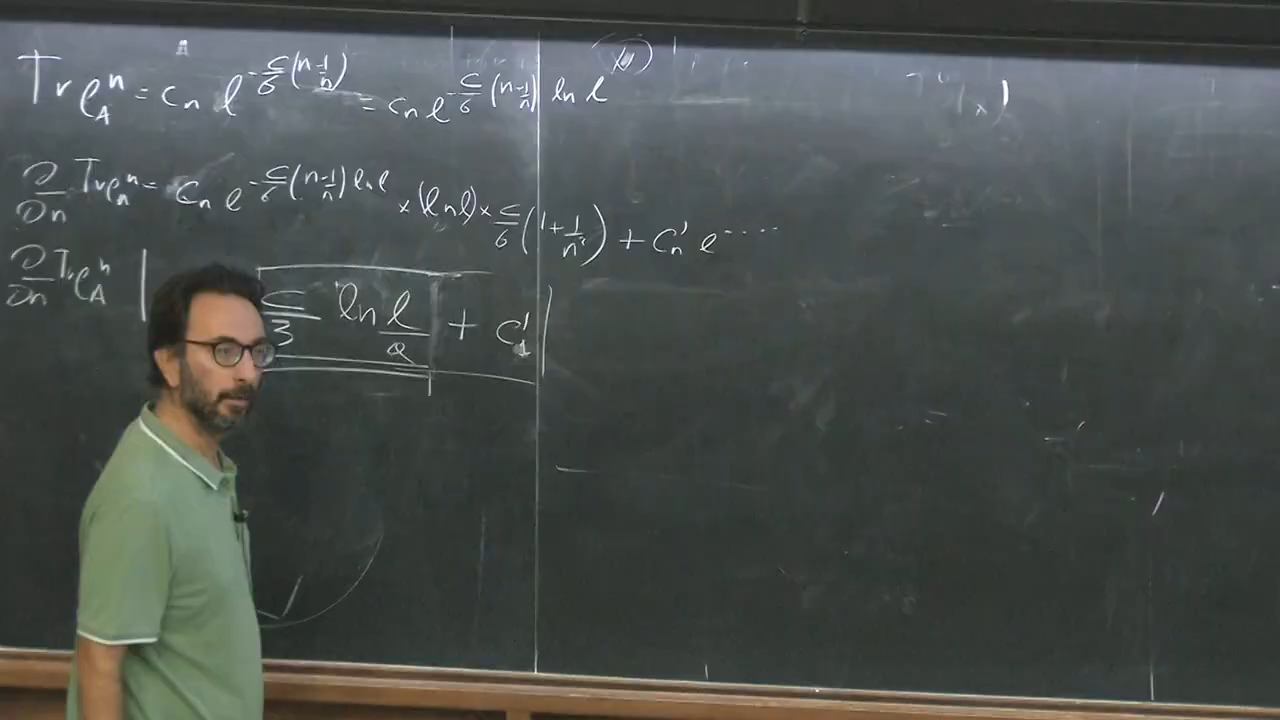 Tr ρ_A^n = c_n ℓ^{-c/6 (n-1/n)} = c_n e^{-c/6 (n-1/n) ln ℓ}
∂/∂n Tr ρ_A^n = c_n e^{-c/6 (n-1/n) ln ℓ} × (ln ℓ) × c/6 (1+1/n²) + c_n' e^{....}
∂/∂n Tr ρ_A^n | c/3 ln ℓ/a + c_1'